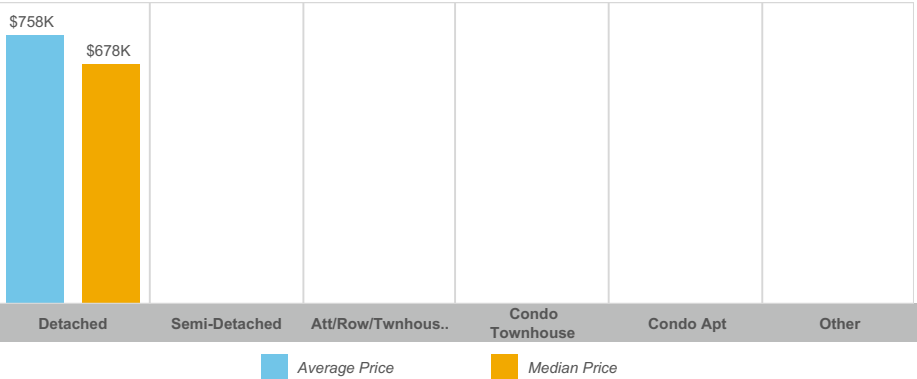 $758K
$678K
Detached
Semi-Detached
Att/Row/Twnhous..
Condo
Townhouse
Condo Apt
Other
Average Price
Median Price